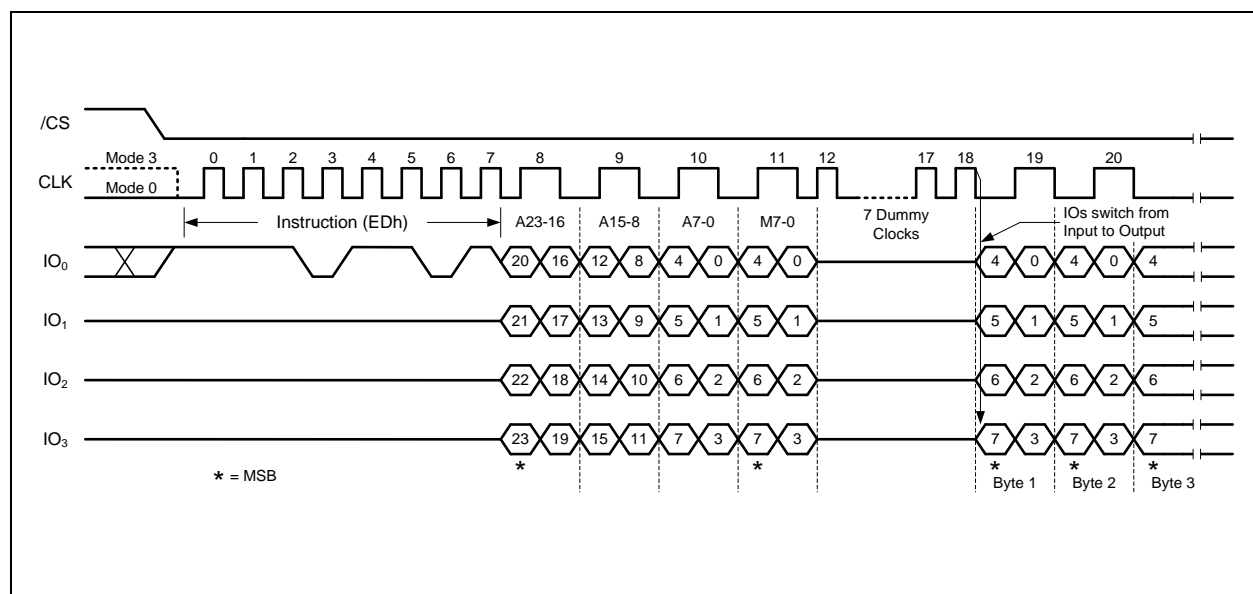 /CS
Mode 3 0 1 2 3 4 5 6 7 8 9 10 11 12 17 18 19 20
CLK
Mode 0
Instruction (EDh) A23-16 A15-8 A7-0 M7-0 7 Dummy IOs switch from
Clocks Input to Output
IO₀ 20 16 12 8 4 0 4 0 4 0 4 0 4
IO₁ 21 17 13 9 5 1 5 1 5 1 5 1 5
IO₂ 22 18 14 10 6 2 6 2 6 2 6 2 6
IO₃ 23 19 15 11 7 3 7 3 7 3 7 3 7
* * * * *
* = MSB Byte 1 Byte 2 Byte 3